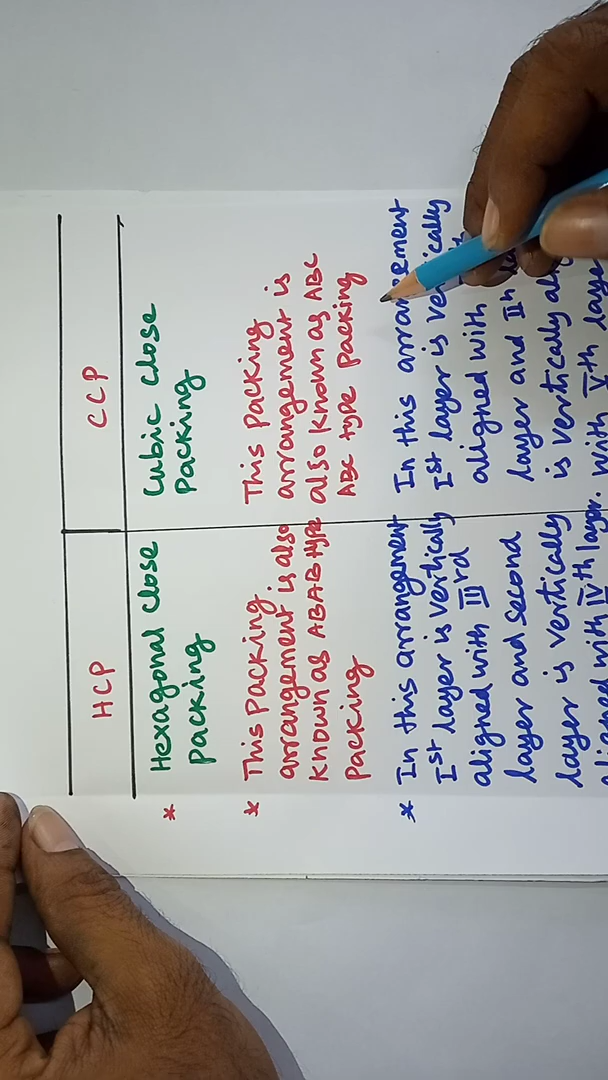 HCP
CCP
* Hexagonal close
packing
Cubic close
packing
* This Packing
arrangement is also
known as ABAB type
packing
This packing
arrangement is
also known as ABC
ABC type packing
* In this arrangement
Ist layer is vertically
aligned with IIIrd
layer and second
layer is vertically
aligned with IVth layer.
In this arrangement
Ist layer is vertically
aligned with
layer and IInd
is vertically
with Vth